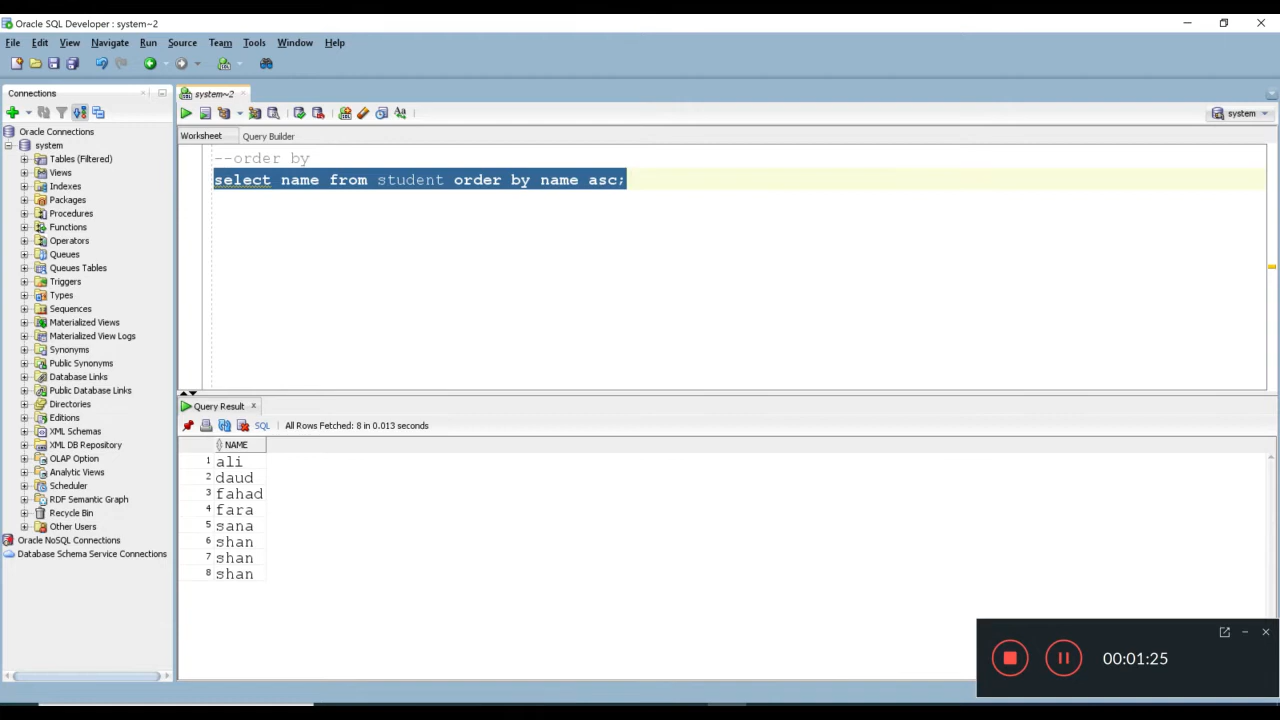 Oracle SQL Developer : system~2
File Edit View Navigate Run Source Team Tools Window Help
Connections
system~2
system
Worksheet Query Builder
Oracle Connections
system
Tables (Filtered)
Views
Indexes
Packages
Procedures
Functions
Operators
Queues
Queues Tables
Triggers
Types
Sequences
Materialized Views
Materialized View Logs
Synonyms
Public Synonyms
Database Links
Public Database Links
Directories
Editions
XML Schemas
XML DB Repository
OLAP Option
Analytic Views
Scheduler
RDF Semantic Graph
Recycle Bin
Other Users
Oracle NoSQL Connections
Database Schema Service Connections
--order by
select name from student order by name asc;
Query Result
SQL All Rows Fetched: 8 in 0.013 seconds
NAME
1 ali
2 daud
3 fahad
4 fara
5 sana
6 shan
7 shan
8 shan
00:01:25